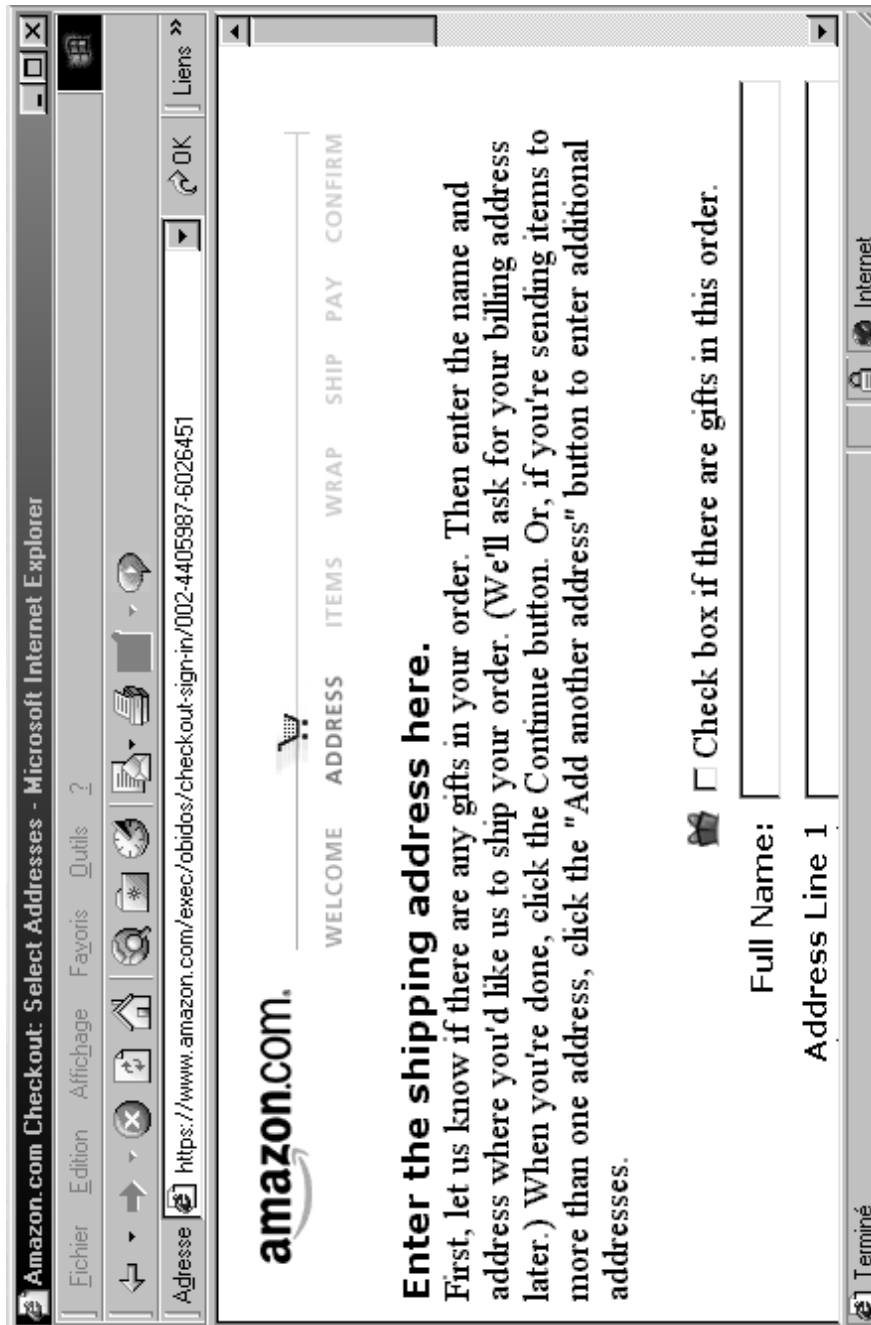 Amazon.com Checkout: Select Addresses - Microsoft Internet Explorer
Fichier Edition Affichage Favoris Outils ?
Adresse https://www.amazon.com/exec/obidos/checkout-sign-in/002-4405987-6026451 OK Liens »
amazon.com.
WELCOME ADDRESS ITEMS WRAP SHIP PAY CONFIRM
Enter the shipping address here.
First, let us know if there are any gifts in your order. Then enter the name and
address where you'd like us to ship your order. (We'll ask for your billing address
later.) When you're done, click the Continue button. Or, if you're sending items to
more than one address, click the "Add another address" button to enter additional
addresses.
Check box if there are gifts in this order.
Full Name:
Address Line 1
Terminé Internet